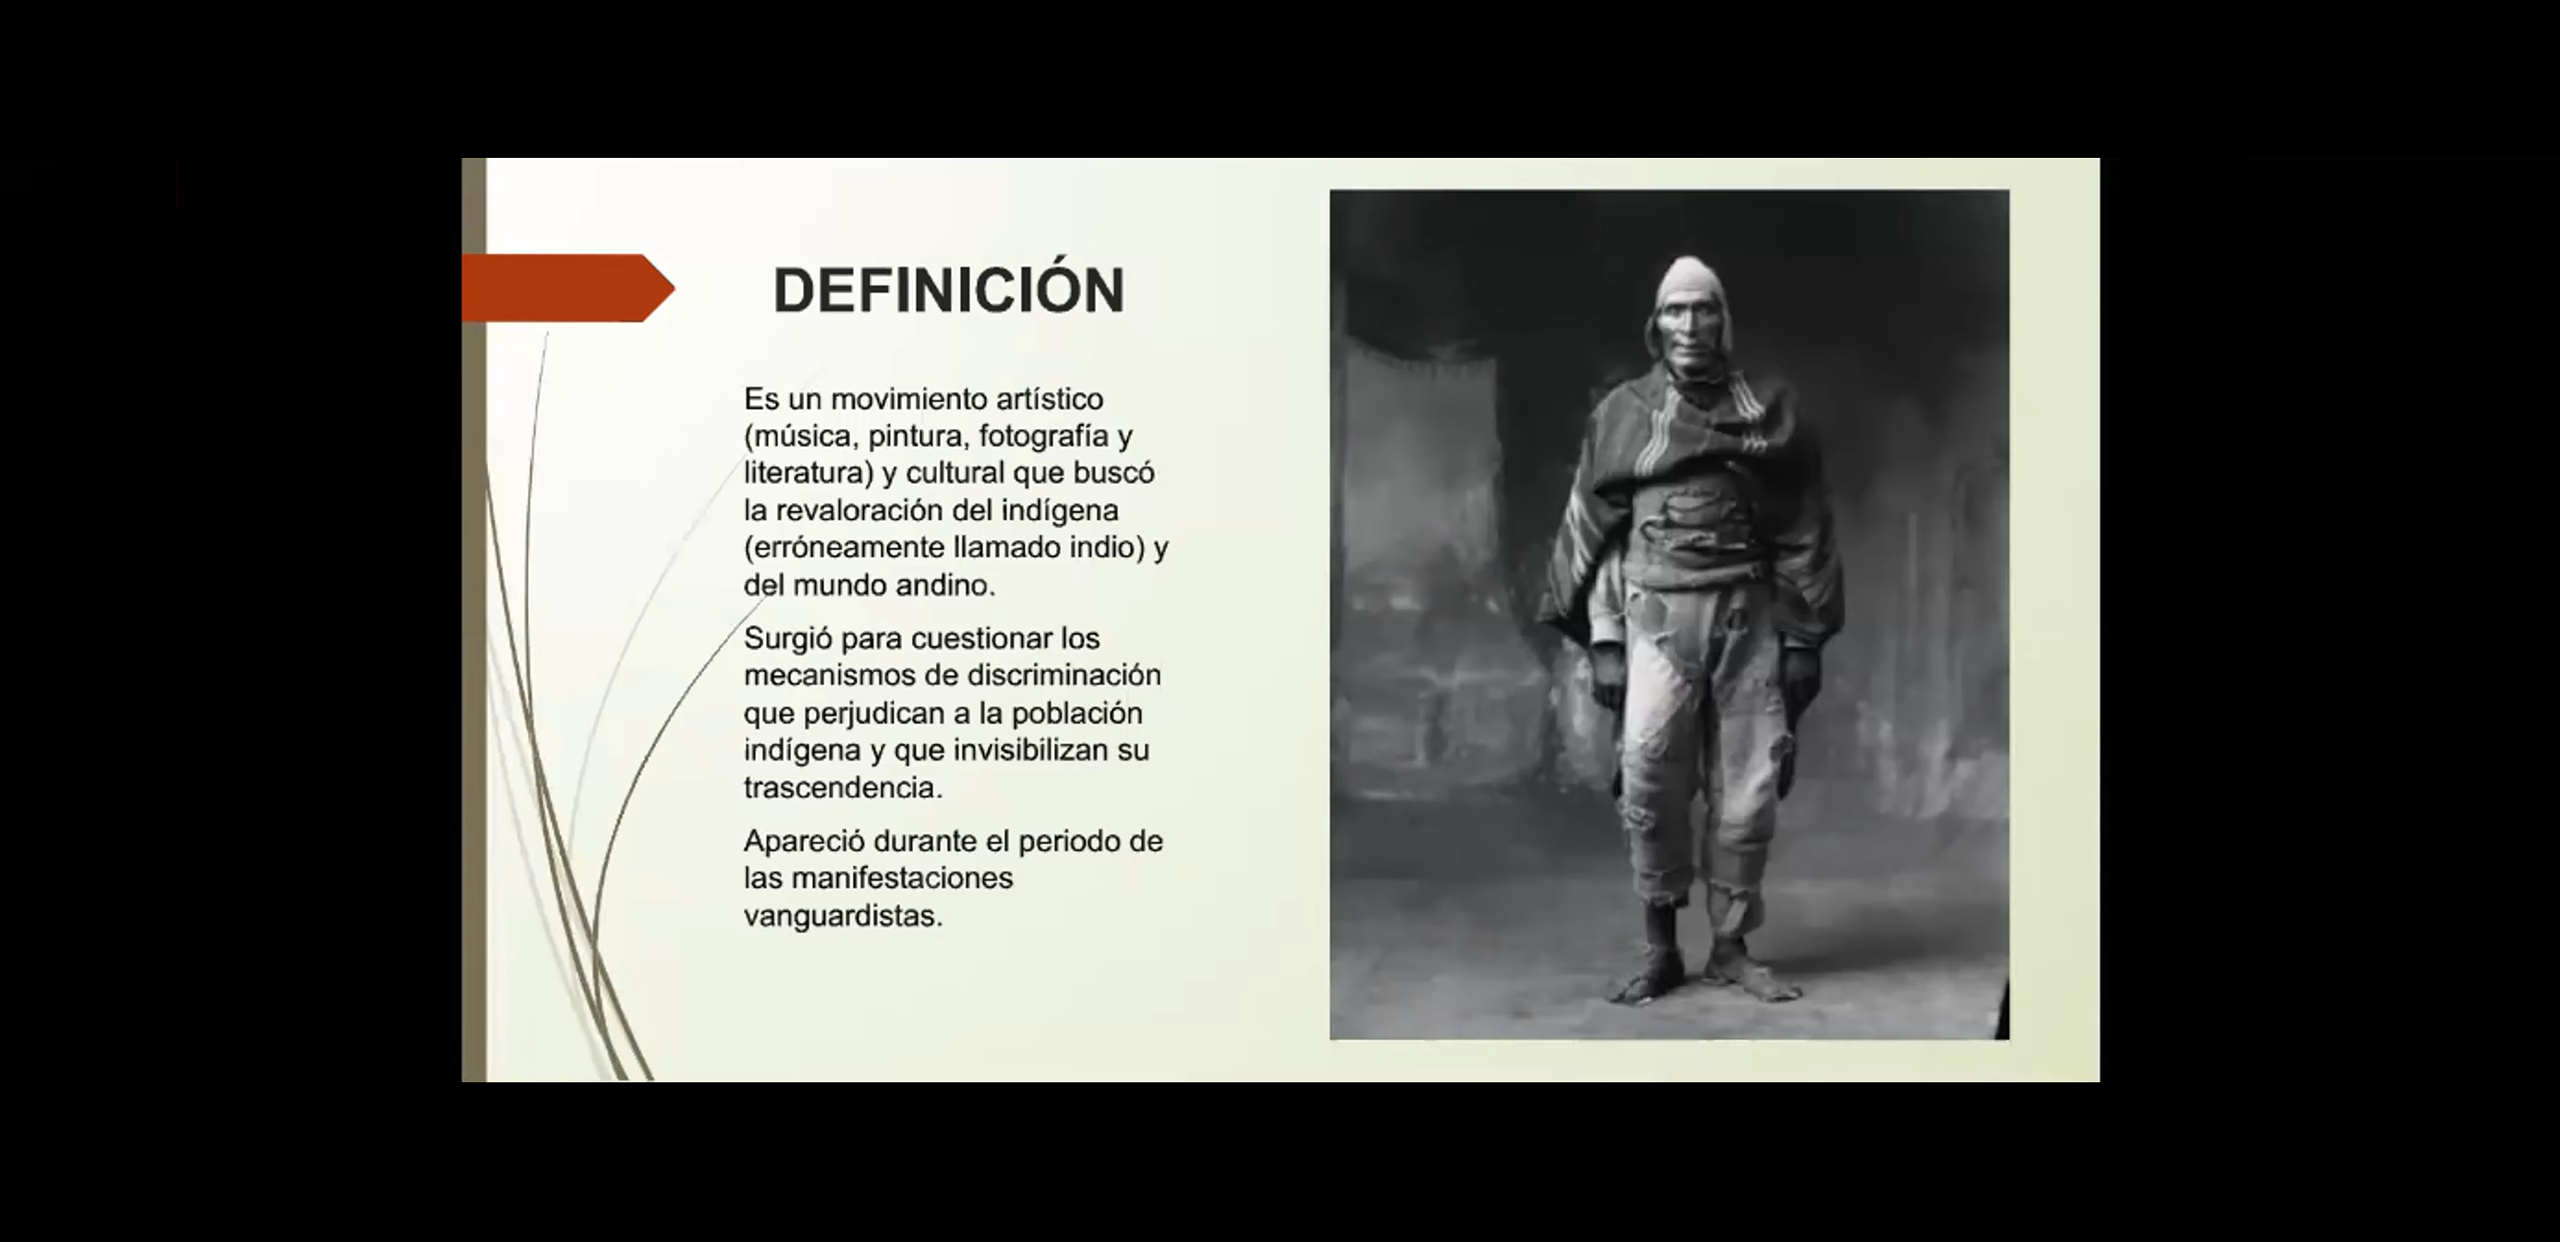 DEFINICIÓN
Es un movimiento artístico
(música, pintura, fotografía y
literatura) y cultural que buscó
la revaloración del indígena
(erróneamente llamado indio) y
del mundo andino.
Surgió para cuestionar los
mecanismos de discriminación
que perjudican a la población
indígena y que invisibilizan su
trascendencia.
Apareció durante el periodo de
las manifestaciones
vanguardistas.